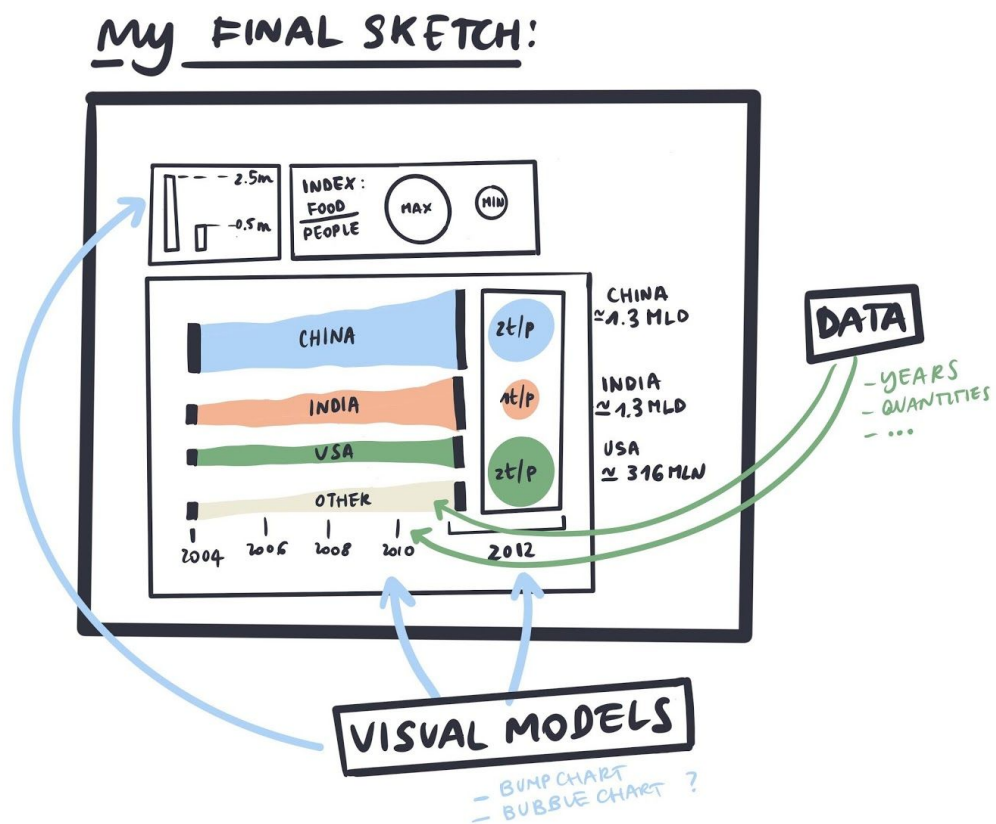 My FINAL SKETCH:
2.5m
0.5m
INDEX:
FOOD
PEOPLE
MAX
MIN
CHINA
2t/p
CHINA
≃1.3 MLD
INDIA
1t/p
INDIA
≃1.3 MLD
USA
2t/p
USA
≃ 316 MLN
OTHER
2004
2006
2008
2010
2012
DATA
- YEARS
- QUANTITIES
- ...
VISUAL MODELS
- BUMP CHART
- BUBBLE CHART ?